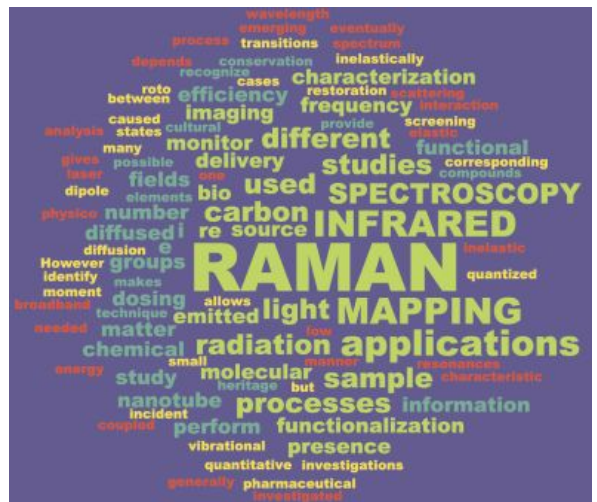 wavelength
emerging eventually
process transitions spectrum
depends conservation inelastically
recognize cases characterization
roto efficiency restoration scattering
between imaging frequency interaction
caused cultural provide screening
analysis states monitor different elastic functional
many delivery studies corresponding
gives possible compounds
laser fields one used SPECTROSCOPY
dipole elements bio
physico number carbon INFRARED
diffused i re source
diffusion e RAMAN inelastic
However groups quantized
identify
moment makes
broadband dosing allows light MAPPING
technique emitted low
needed matter radiation applications
chemical small manner resonances
energy study molecular sample characteristic
heritage but
nanotube processes information
incident functionalization
coupled perform
vibrational presence
quantitative investigations
generally pharmaceutical
investigated